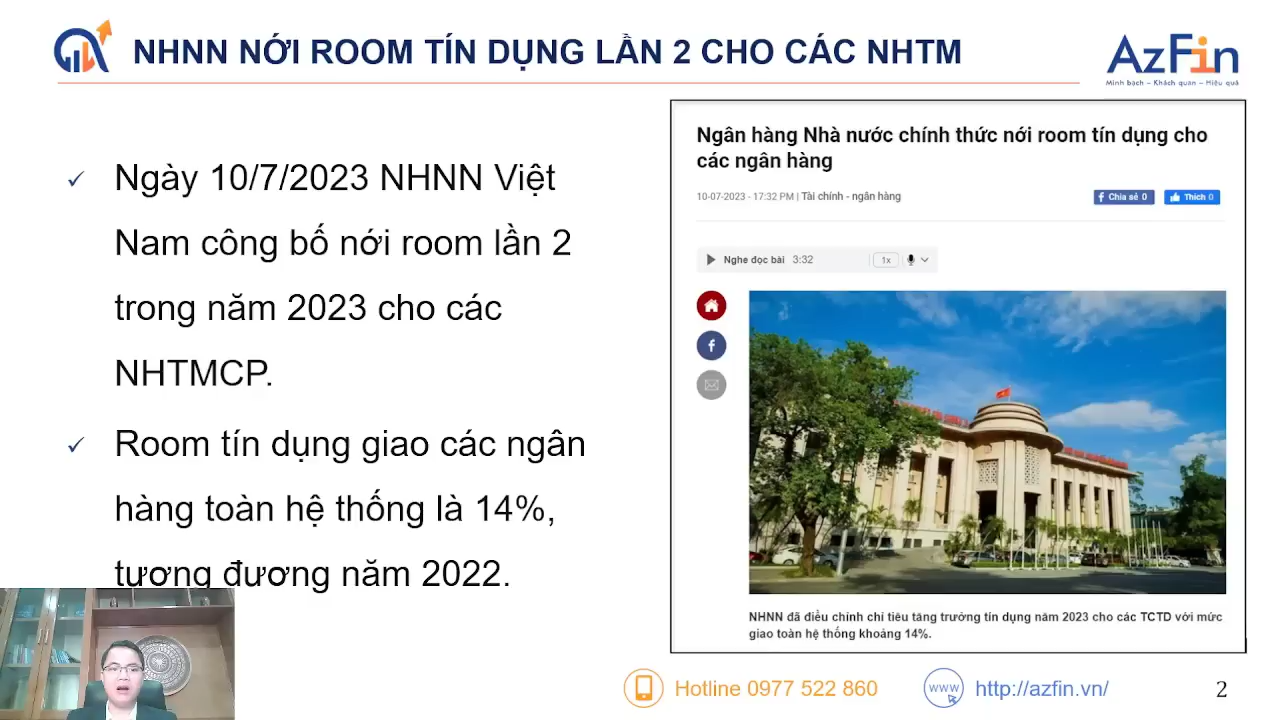 NHNN NỚI ROOM TÍN DỤNG LẦN 2 CHO CÁC NHTM
AzFin
Minh bạch – Khách quan – Hiệu quả
Ngày 10/7/2023 NHNN Việt
Nam công bố nới room lần 2
trong năm 2023 cho các
NHTMCP.
Room tín dụng giao các ngân
hàng toàn hệ thống là 14%,
tương đương năm 2022.
Ngân hàng Nhà nước chính thức nới room tín dụng cho
các ngân hàng
10-07-2023 - 17:32 PM | Tài chính - ngân hàng
Chia sẻ 0
Thích 0
Nghe đọc bài 3:32
1x
NHNN đã điều chỉnh chỉ tiêu tăng trưởng tín dụng năm 2023 cho các TCTD với mức
giao toàn hệ thống khoảng 14%.
Hotline 0977 522 860
www
http://azfin.vn/
2